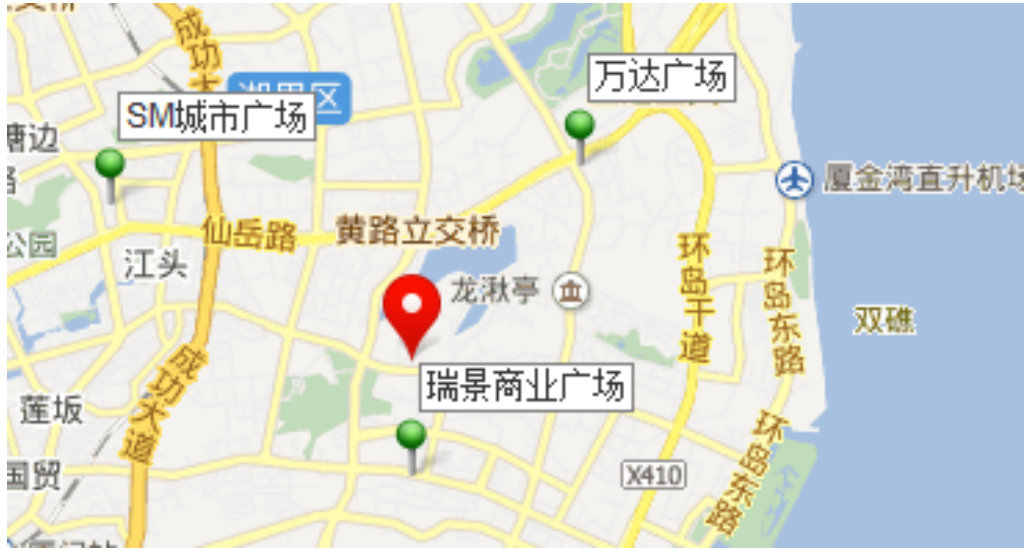 成功大
万达广场
湖里区
SM城市广场
塘边
厦金湾直升机场
仙岳路
黄路立交桥
公园
江头
环岛干道
环岛东路
龙湫亭
双礁
成功大道
瑞景商业广场
莲坂
环岛东路
国贸
X410